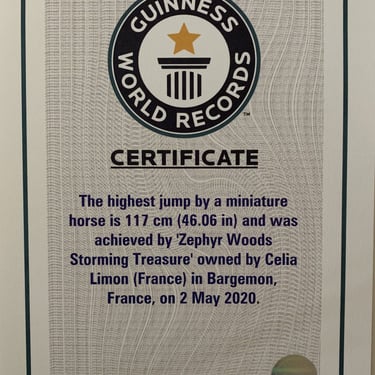 GUINNESS
WORLD RECORDS
TM
CERTIFICATE
The highest jump by a miniature
horse is 117 cm (46.06 in) and was
achieved by 'Zephyr Woods
Storming Treasure' owned by Celia
Limon (France) in Bargemon,
France, on 2 May 2020.